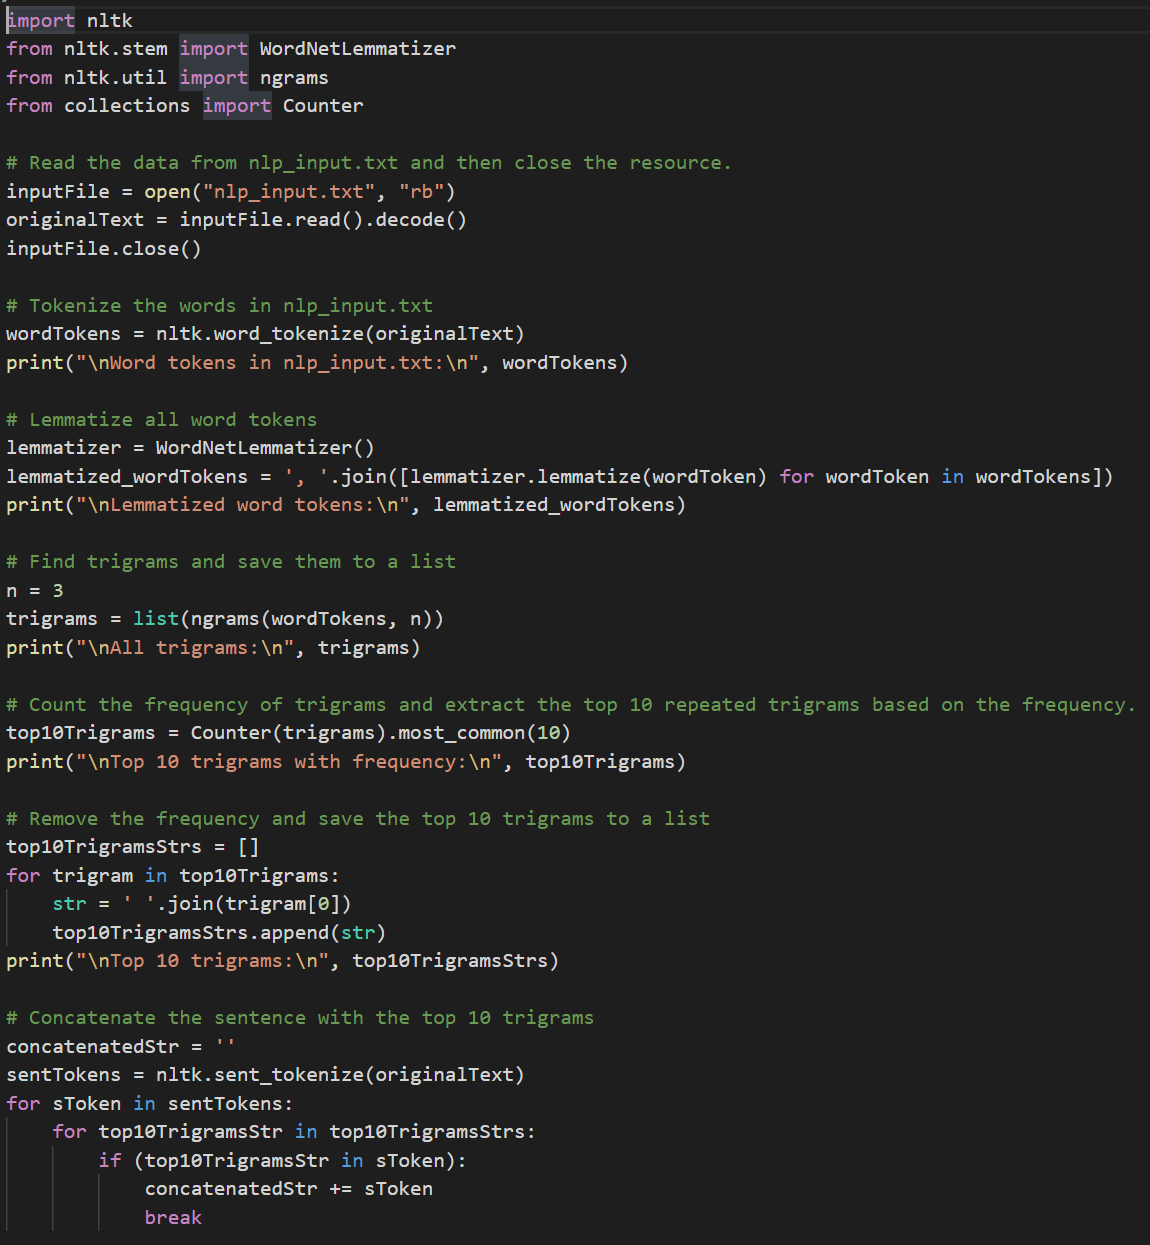 import nltk
from nltk.stem import WordNetLemmatizer
from nltk.util import ngrams
from collections import Counter

# Read the data from nlp_input.txt and then close the resource.
inputFile = open("nlp_input.txt", "rb")
originalText = inputFile.read().decode()
inputFile.close()

# Tokenize the words in nlp_input.txt
wordTokens = nltk.word_tokenize(originalText)
print("\nWord tokens in nlp_input.txt:\n", wordTokens)

# Lemmatize all word tokens
lemmatizer = WordNetLemmatizer()
lemmatized_wordTokens = ', '.join([lemmatizer.lemmatize(wordToken) for wordToken in wordTokens])
print("\nLemmatized word tokens:\n", lemmatized_wordTokens)

# Find trigrams and save them to a list
n = 3
trigrams = list(ngrams(wordTokens, n))
print("\nAll trigrams:\n", trigrams)

# Count the frequency of trigrams and extract the top 10 repeated trigrams based on the frequency.
top10Trigrams = Counter(trigrams).most_common(10)
print("\nTop 10 trigrams with frequency:\n", top10Trigrams)

# Remove the frequency and save the top 10 trigrams to a list
top10TrigramsStrs = []
for trigram in top10Trigrams:
    str = ' '.join(trigram[0])
    top10TrigramsStrs.append(str)
print("\nTop 10 trigrams:\n", top10TrigramsStrs)

# Concatenate the sentence with the top 10 trigrams
concatenatedStr = ''
sentTokens = nltk.sent_tokenize(originalText)
for sToken in sentTokens:
    for top10TrigramsStr in top10TrigramsStrs:
        if (top10TrigramsStr in sToken):
            concatenatedStr += sToken
            break